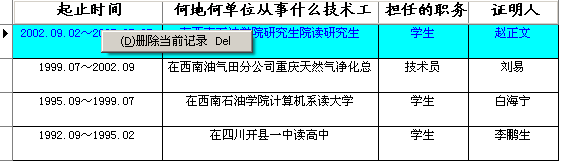 起止时间 何地何单位从事什么技术工 担任的职务 证明人
2002.09.02～2 学院研究生院读研究生 学生 赵正文
(D)删除当前记录 Del
1999.07～2002.09 在西南油气田分公司重庆天然气净化总 技术员 刘易
1995.09～1999.07 在西南石油学院计算机系读大学 学生 白海宁
1992.09～1995.02 在四川开县一中读高中 学生 李鹏生